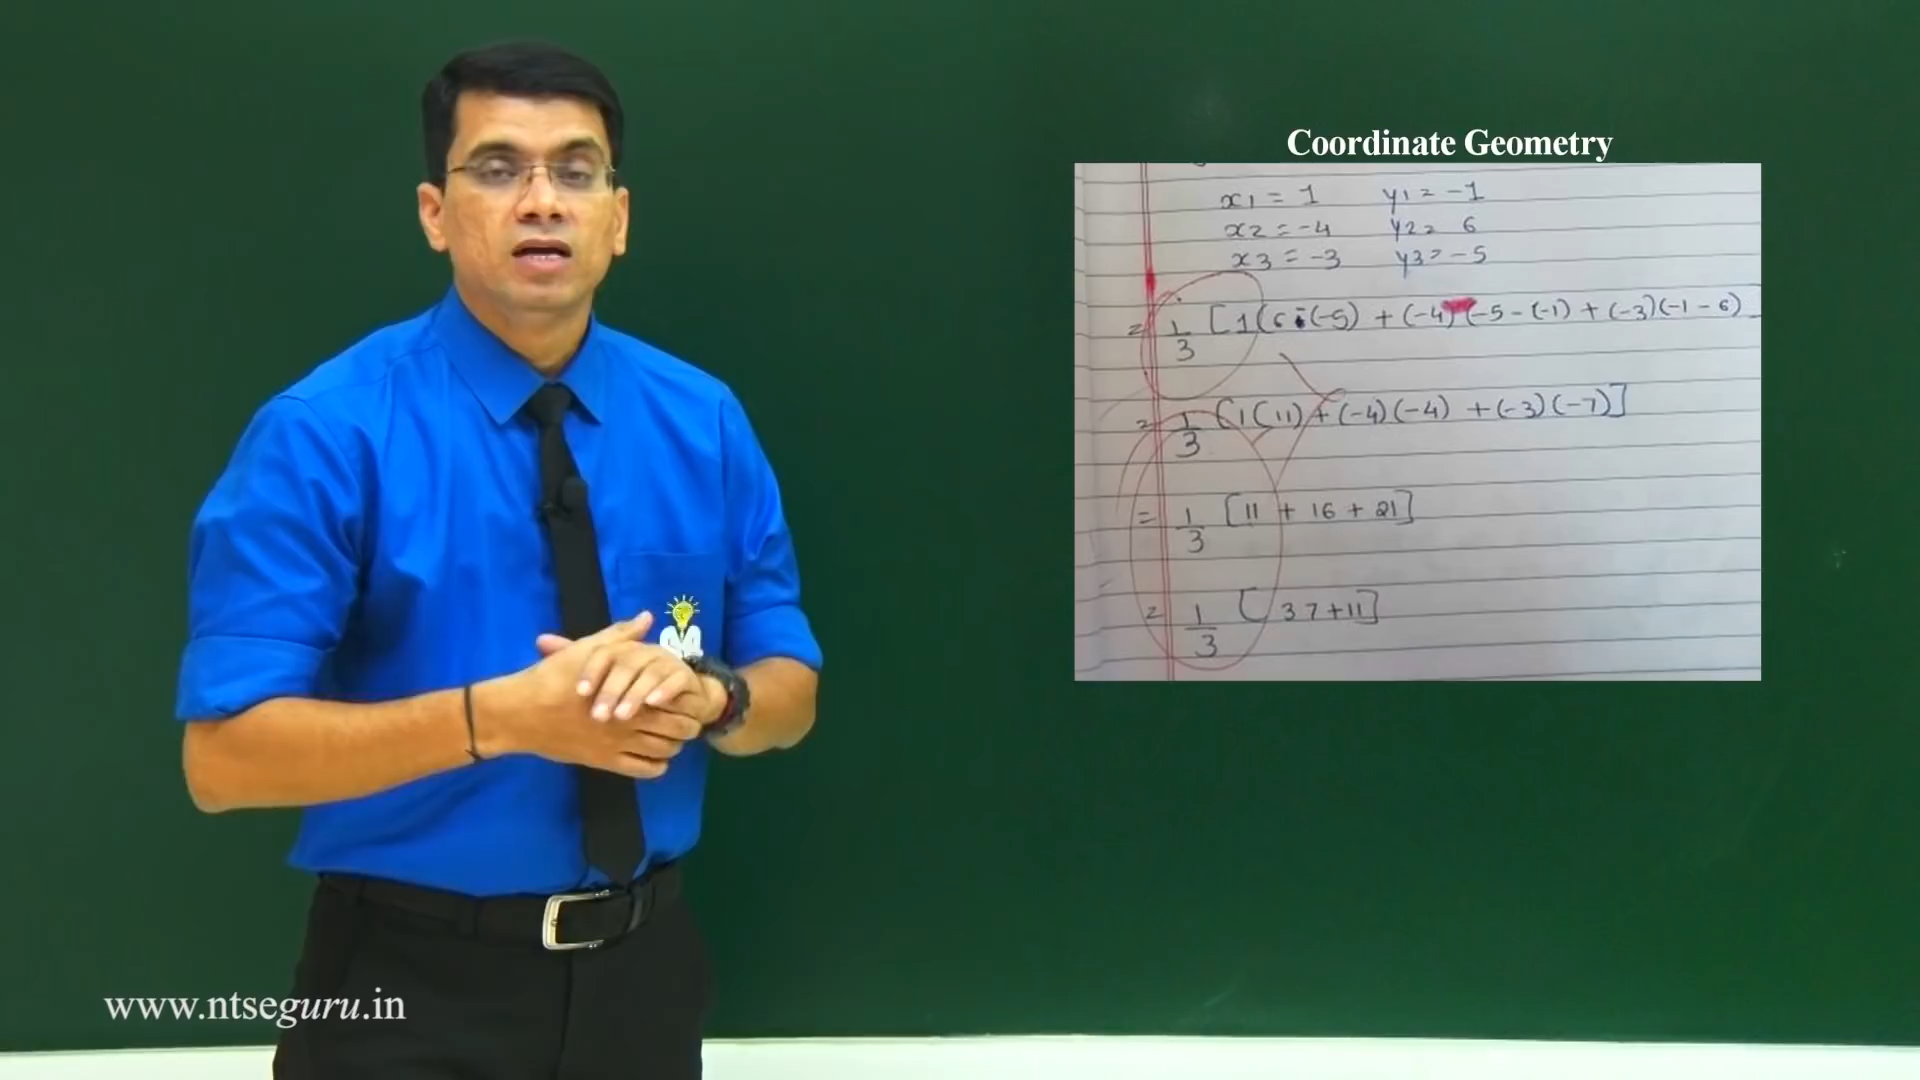 Coordinate Geometry
x1 = 1 y1 = -1
x2 = -4 y2 = 6
x3 = -3 y3 = -5
= 1/3 [1(6-(-5) + (-4) (-5-(-1) + (-3)(-1-6)
= 1/3 [1(11) + (-4)(-4) + (-3)(-7)]
= 1/3 [11 + 16 + 21]
= 1/3 [37+11]
www.ntseguru.in